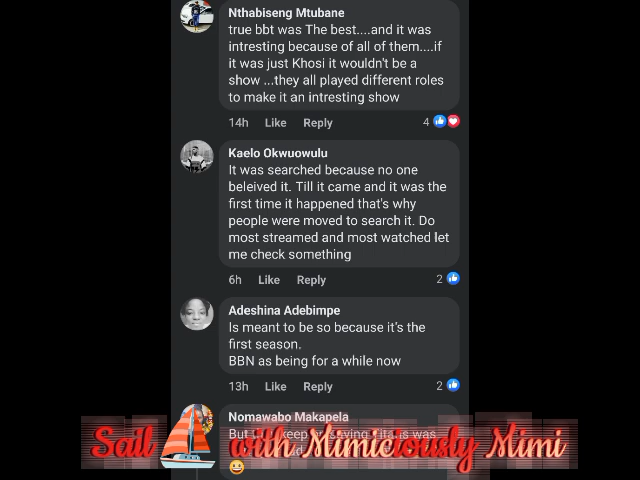 Nthabiseng Mtubane
true bbt was The best....and it was
intresting because of all of them....if
it was just Khosi it wouldn't be a
show ...they all played different roles
to make it an intresting show
14h Like Reply 4
Kaelo Okwuowulu
It was searched because no one
beleived it. Till it came and it was the
first time it happened that's why
people were moved to search it. Do
most streamed and most watched let
me check something
6h Like Reply 2
Adeshina Adebimpe
Is meant to be so because it's the
first season.
BBN as being for a while now
13h Like Reply 2
Nomawabo Makapela
But keep saying Titans was
Sail with Mimiciously Mimi